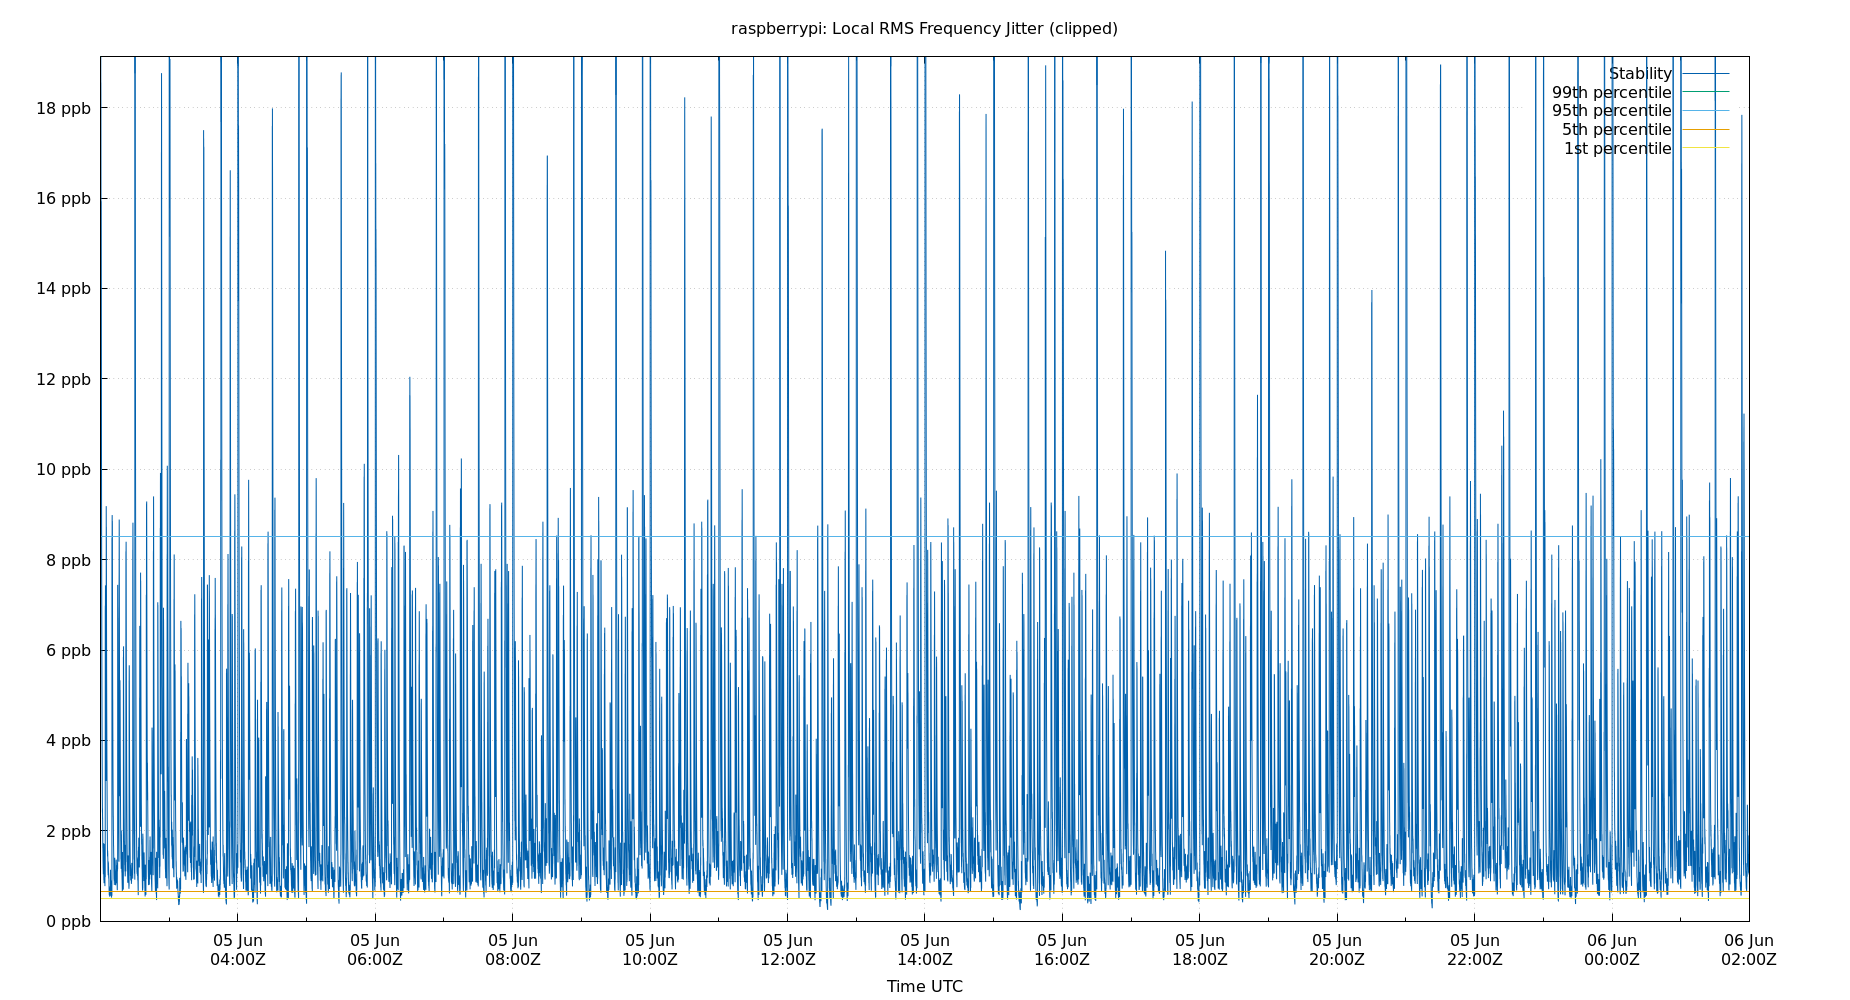 raspberrypi: Local RMS Frequency Jitter (clipped)
Stability
99th percentile
95th percentile
5th percentile
1st percentile
18 ppb
16 ppb
14 ppb
12 ppb
10 ppb
8 ppb
6 ppb
4 ppb
2 ppb
0 ppb
05 Jun 05 Jun 05 Jun 05 Jun 05 Jun 05 Jun 05 Jun 05 Jun 05 Jun 05 Jun 06 Jun 06 Jun
04:00Z 06:00Z 08:00Z 10:00Z 12:00Z 14:00Z 16:00Z 18:00Z 20:00Z 22:00Z 00:00Z 02:00Z
Time UTC